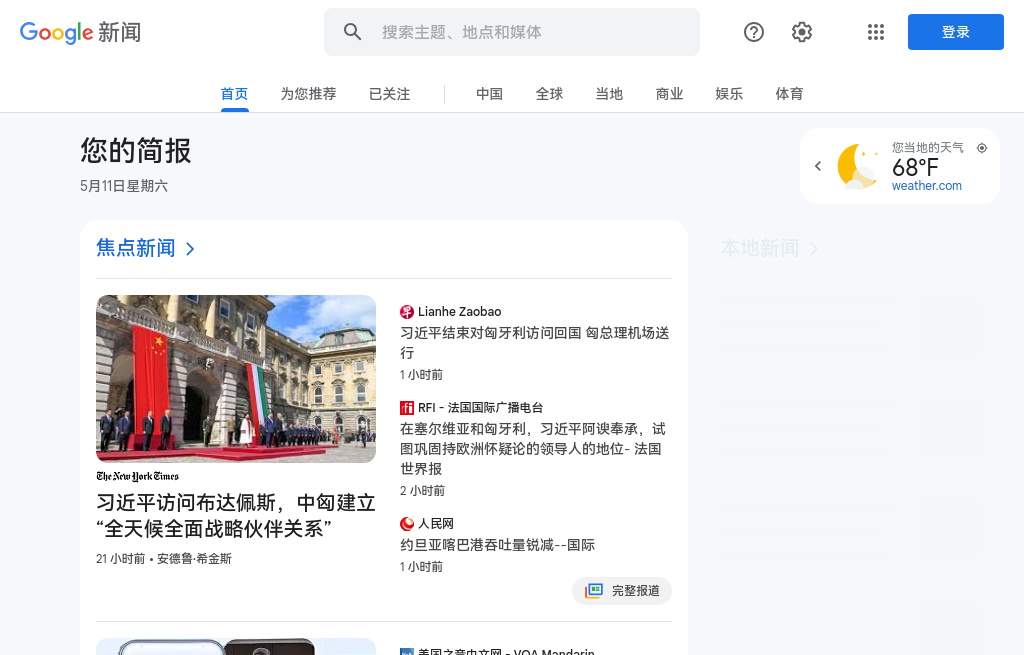 Google 新闻
搜索主题、地点和媒体
登录
首页
为您推荐
已关注
中国
全球
当地
商业
娱乐
体育
您的简报
5月11日星期六
您当地的天气
68°F
weather.com
焦点新闻
本地新闻
The New York Times
习近平访问布达佩斯，中匈建立
“全天候全面战略伙伴关系”
21 小时前 • 安德鲁·希金斯
Lianhe Zaobao
习近平结束对匈牙利访问回国 匈总理机场送
行
1 小时前
RFI - 法国国际广播电台
在塞尔维亚和匈牙利，习近平阿谀奉承，试
图巩固持欧洲怀疑论的领导人的地位- 法国
世界报
2 小时前
人民网
约旦亚喀巴港吞吐量锐减--国际
1 小时前
完整报道
美国之音中文网 - VOA Mandarin